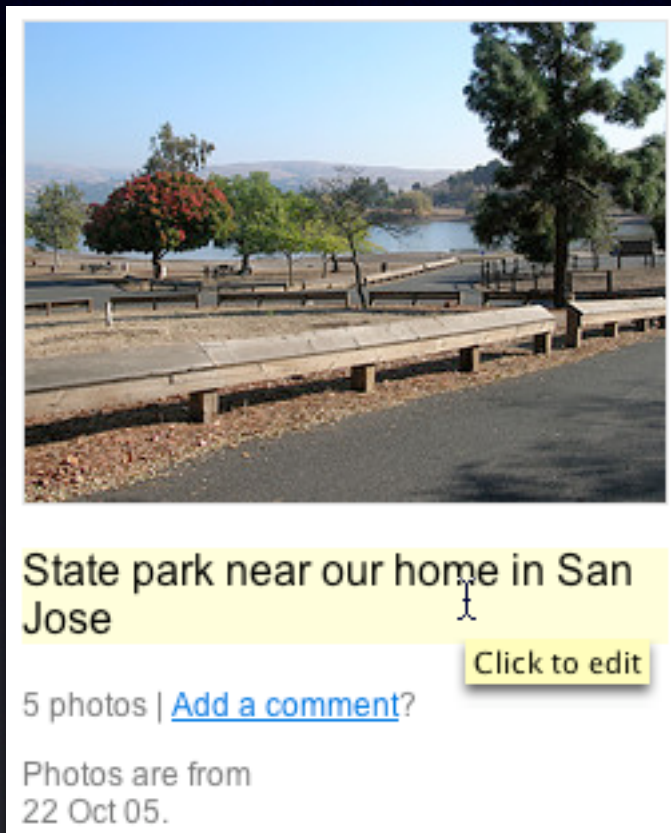 State park near our home in San
Jose
Click to edit
5 photos | Add a comment?
Photos are from
22 Oct 05.